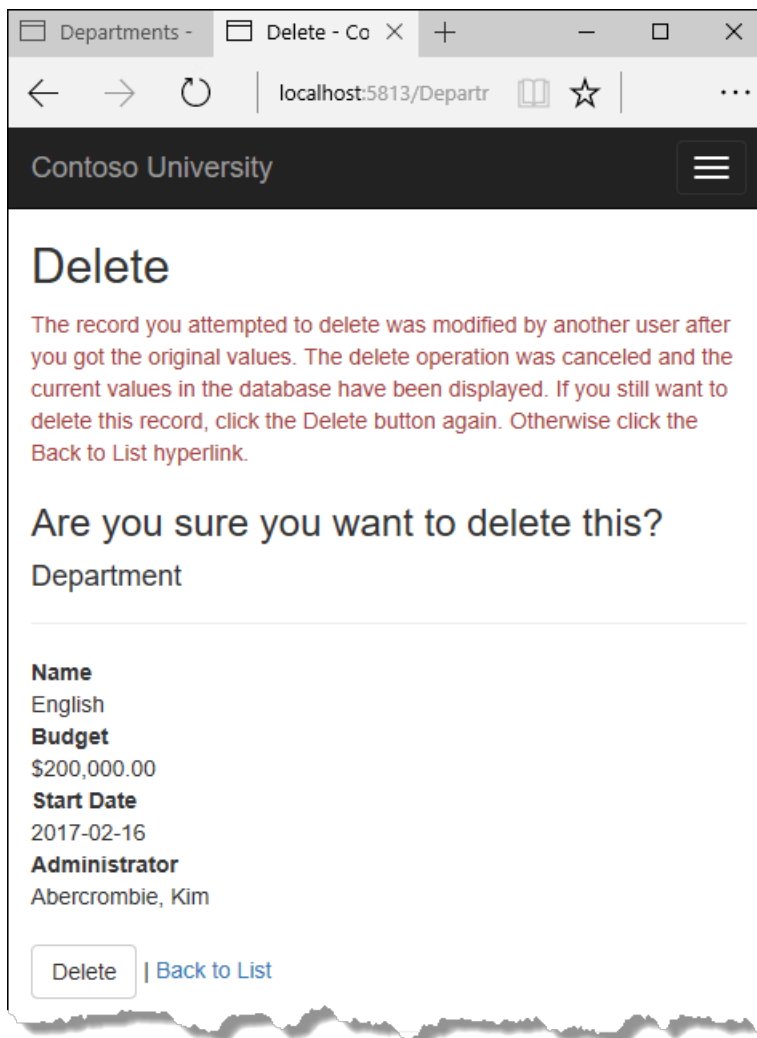 Departments - Delete - Co
localhost:5813/Departr
Contoso University
Delete
The record you attempted to delete was modified by another user after
you got the original values. The delete operation was canceled and the
current values in the database have been displayed. If you still want to
delete this record, click the Delete button again. Otherwise click the
Back to List hyperlink.
Are you sure you want to delete this?
Department
Name
English
Budget
$200,000.00
Start Date
2017-02-16
Administrator
Abercrombie, Kim
Delete | Back to List